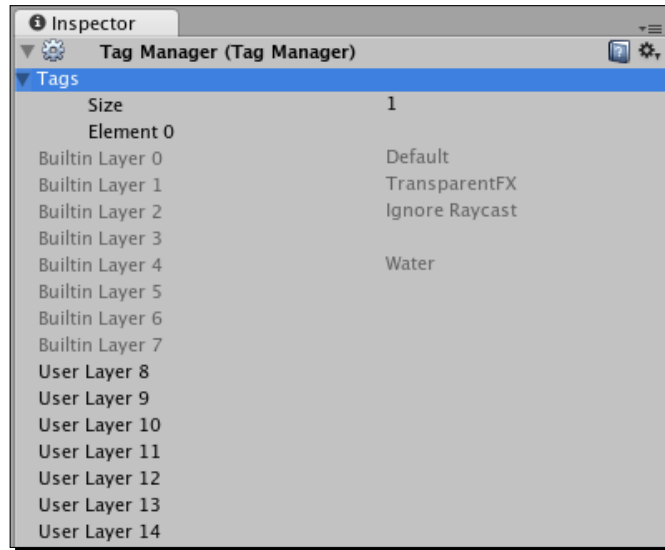 Inspector
Tag Manager (Tag Manager)
Tags
Size 1
Element 0
Builtin Layer 0 Default
Builtin Layer 1 TransparentFX
Builtin Layer 2 Ignore Raycast
Builtin Layer 3
Builtin Layer 4 Water
Builtin Layer 5
Builtin Layer 6
Builtin Layer 7
User Layer 8
User Layer 9
User Layer 10
User Layer 11
User Layer 12
User Layer 13
User Layer 14